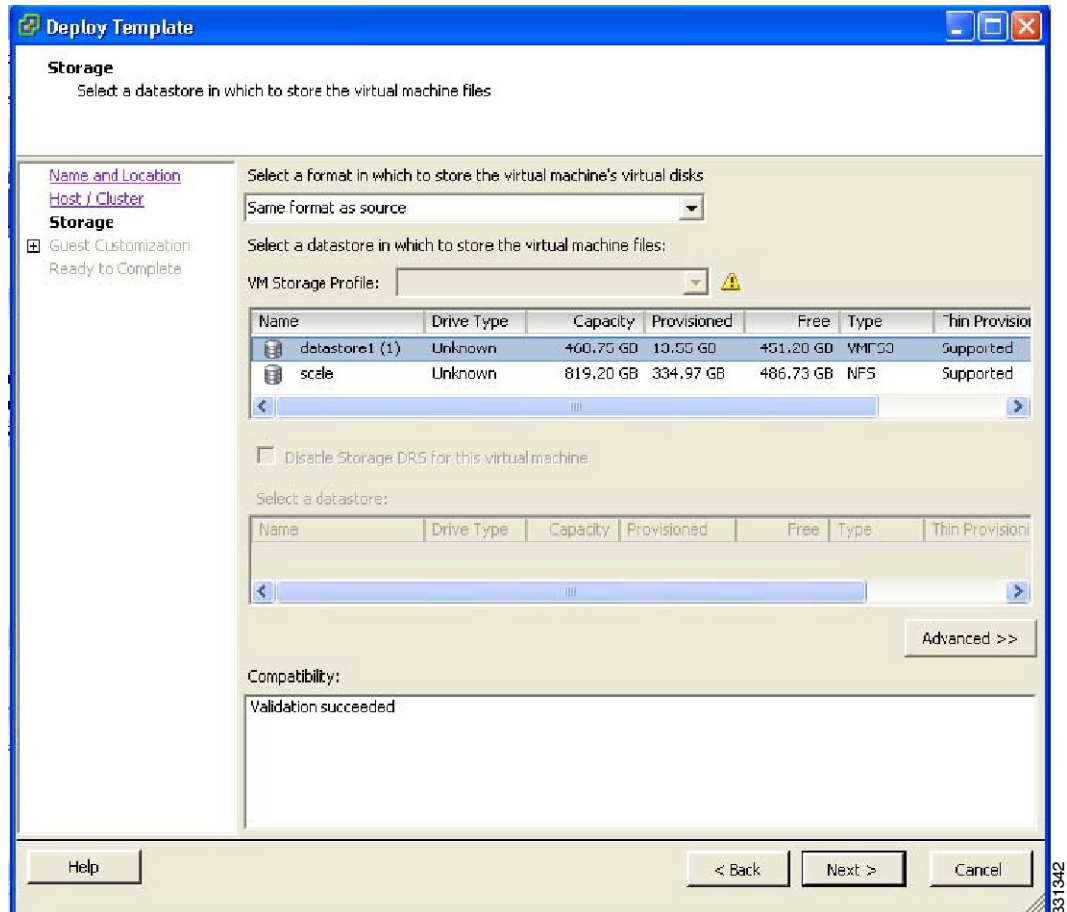 Deploy Template
Storage
Select a datastore in which to store the virtual machine files
Name and Location
Host / Cluster
Storage
Guest Customization
Ready to Complete
Select a format in which to store the virtual machine's virtual disks
Same format as source
Select a datastore in which to store the virtual machine files:
VM Storage Profile:
Name Drive Type Capacity Provisioned Free Type Thin Provision
datastore1 (1) Unknown 460.75 GB 451.20 GB VMFS3 Supported
scale Unknown 819.20 GB 334.97 GB 486.73 GB NFS Supported
Disable Storage DRS for this virtual machine
Select a datastore:
Name Drive Type Capacity Provisioned Free Type Thin Provisioni
Advanced >>
Compatibility:
Validation succeeded
Help < Back Next > Cancel
331342